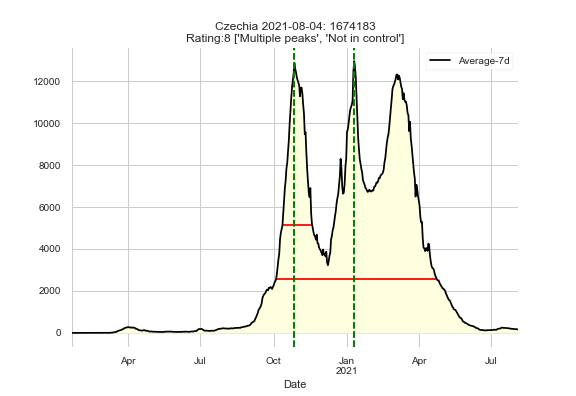 Czechia 2021-08-04: 1674183
Rating:8 ['Multiple peaks', 'Not in control']
Average-7d
12000
10000
8000
6000
4000
2000
0
Apr
Jul
Oct
Jan
2021
Apr
Jul
Date